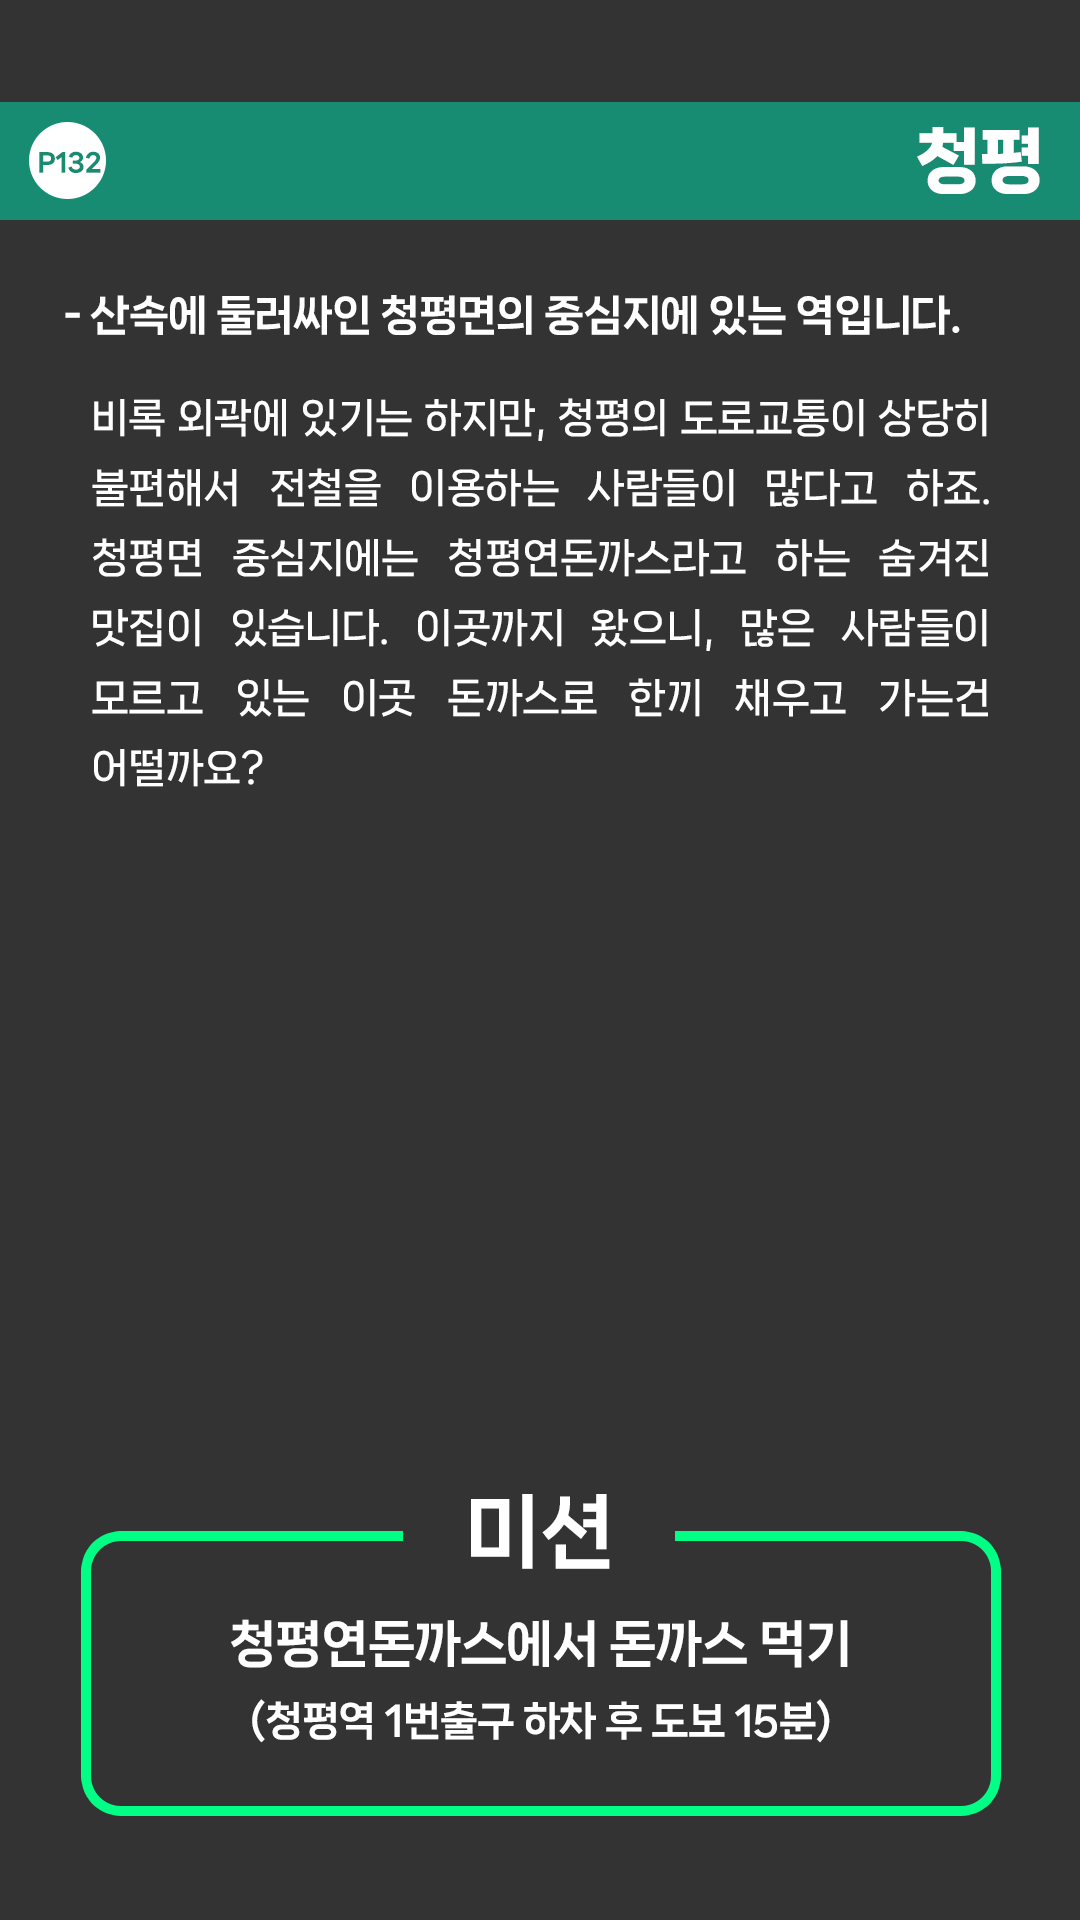 P132
청평
- 산속에 둘러싸인 청평면의 중심지에 있는 역입니다.
비록 외곽에 있기는 하지만, 청평의 도로교통이 상당히
불편해서 전철을 이용하는 사람들이 많다고 하죠.
청평면 중심지에는 청평연돈까스라고 하는 숨겨진
맛집이 있습니다. 이곳까지 왔으니, 많은 사람들이
모르고 있는 이곳 돈까스로 한끼 채우고 가는건
어떨까요?
미션
청평연돈까스에서 돈까스 먹기
(청평역 1번출구 하차 후 도보 15분)